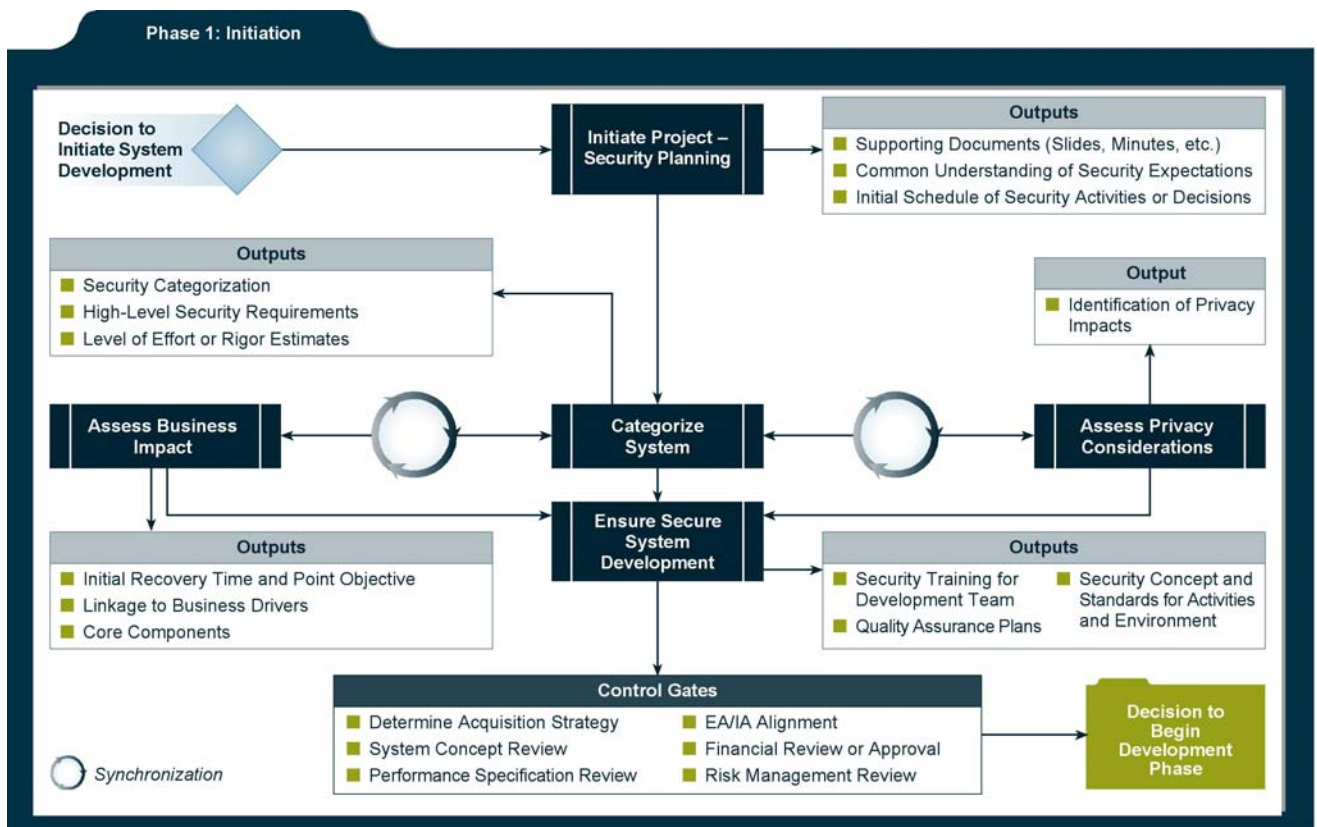 Phase 1: Initiation
Decision to
Initiate System
Development
Initiate Project –
Security Planning
Outputs
Supporting Documents (Slides, Minutes, etc.)
Common Understanding of Security Expectations
Initial Schedule of Security Activities or Decisions
Outputs
Security Categorization
High-Level Security Requirements
Level of Effort or Rigor Estimates
Output
Identification of Privacy
Impacts
Assess Business
Impact
Categorize
System
Assess Privacy
Considerations
Ensure Secure
System
Development
Outputs
Initial Recovery Time and Point Objective
Linkage to Business Drivers
Core Components
Outputs
Security Training for
Development Team
Quality Assurance Plans
Security Concept and
Standards for Activities
and Environment
Control Gates
Determine Acquisition Strategy
System Concept Review
Performance Specification Review
EA/IA Alignment
Financial Review or Approval
Risk Management Review
Decision to
Begin
Development
Phase
Synchronization